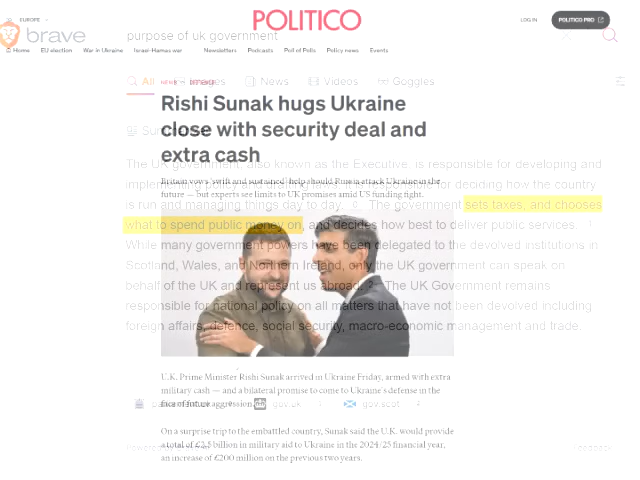 EUROPE
POLITICO
LOG IN
POLITICO PRO
brave
purpose of uk government
Home EU election War in Ukraine Israel-Hamas war Newsletters Podcasts Poll of Polls Policy news Events
All Images News Videos Goggles
NEWS DEFENSE
Rishi Sunak hugs Ukraine
close with security deal and
extra cash
The UK government, also known as the Executive, is responsible for developing and
implementing policy and drafting laws. It is responsible for deciding how the country
is run and managing things day to day. The government sets taxes, and chooses
what to spend public money on, and decides how best to deliver public services.
While many government powers have been delegated to the devolved institutions in
Scotland, Wales, and Northern Ireland, only the UK government can speak on
behalf of the UK and represent us abroad. The UK Government remains
responsible for national policy on all matters that have not been devolved including
foreign affairs, defence, social security, macro-economic management and trade.
Britain vows 'swift and sustained' help should Russia attack Ukraine in the
future — but experts see limits to UK promises amid US funding fight.
U.K. Prime Minister Rishi Sunak arrived in Ukraine Friday, armed with extra
military cash — and a bilateral promise to come to Ukraine's defense in the
face of future aggression.
gov.uk
gov.scot
On a surprise trip to the embattled country, Sunak said the U.K. would provide
a total of £2.5 billion in military aid to Ukraine in the 2024/25 financial year,
an increase of £200 million on the previous two years.
Feedback